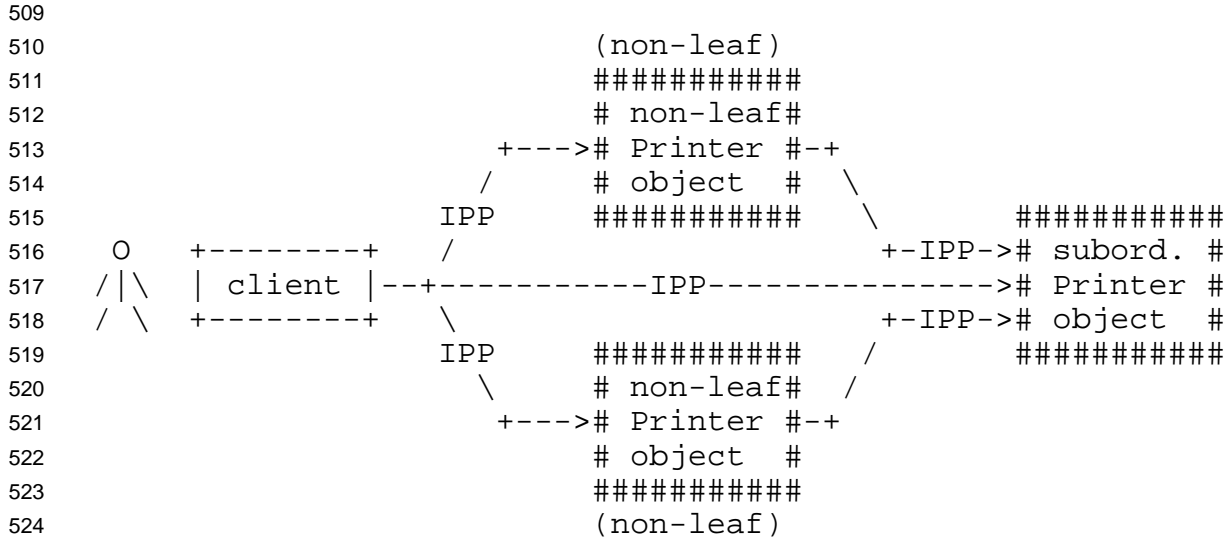 509
510                              (non-leaf)
511                              ###########
512                              # non-leaf#
513                         +---># Printer #-+
514                        /     # object  #  \
515                      IPP     ###########   \       ###########
516     O    +--------+   /                      +-IPP-># subord. #
517    /|\   | client |--+-----------IPP---------------># Printer #
518    / \   +--------+   \                      +-IPP-># object  #
519                      IPP     ###########   /       ###########
520                        \     # non-leaf#  /
521                         +---># Printer #-+
522                              # object  #
523                              ###########
524                              (non-leaf)